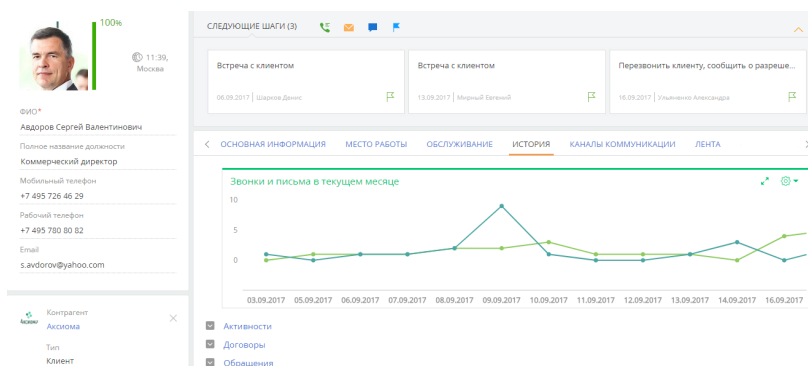 100%
11:39,
Москва
ФИО*
Авдоров Сергей Валентинович
Полное название должности
Коммерческий директор
Мобильный телефон
+7 495 726 46 29
Рабочий телефон
+7 495 780 80 82
Email
s.avdorov@yahoo.com
Контрагент
Аксиома
Тип
Клиент
СЛЕДУЮЩИЕ ШАГИ (3)
Встреча с клиентом
06.09.2017 | Шарков Денис
Встреча с клиентом
13.09.2017 | Мирный Евгений
Перезвонить клиенту, сообщить о разреше...
16.09.2017 | Ульяненко Александра
ОСНОВНАЯ ИНФОРМАЦИЯ МЕСТО РАБОТЫ ОБСЛУЖИВАНИЕ ИСТОРИЯ КАНАЛЫ КОММУНИКАЦИИ ЛЕНТА
Звонки и письма в текущем месяце
10
5
0
03.09.2017 05.09.2017 06.09.2017 07.09.2017 08.09.2017 09.09.2017 10.09.2017 11.09.2017 12.09.2017 13.09.2017 14.09.2017 16.09.2017
Активности
Договоры
Обращения